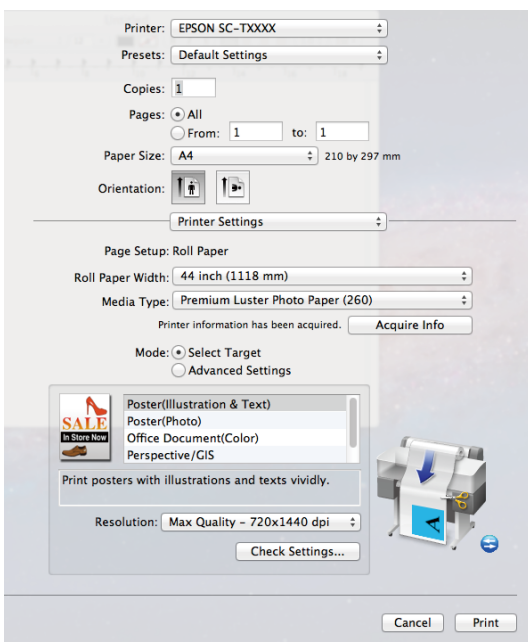 Printer: EPSON SC-TXXXX
Presets: Default Settings
Copies: 1
Pages: All
From: 1 to: 1
Paper Size: A4 210 by 297 mm
Orientation:
Printer Settings
Page Setup: Roll Paper
Roll Paper Width: 44 inch (1118 mm)
Media Type: Premium Luster Photo Paper (260)
Printer information has been acquired. Acquire Info
Mode: Select Target
Advanced Settings
SALE
In Store Now
Poster(Illustration & Text)
Poster(Photo)
Office Document(Color)
Perspective/GIS
Print posters with illustrations and texts vividly.
Resolution: Max Quality - 720x1440 dpi
Check Settings...
A
Cancel Print